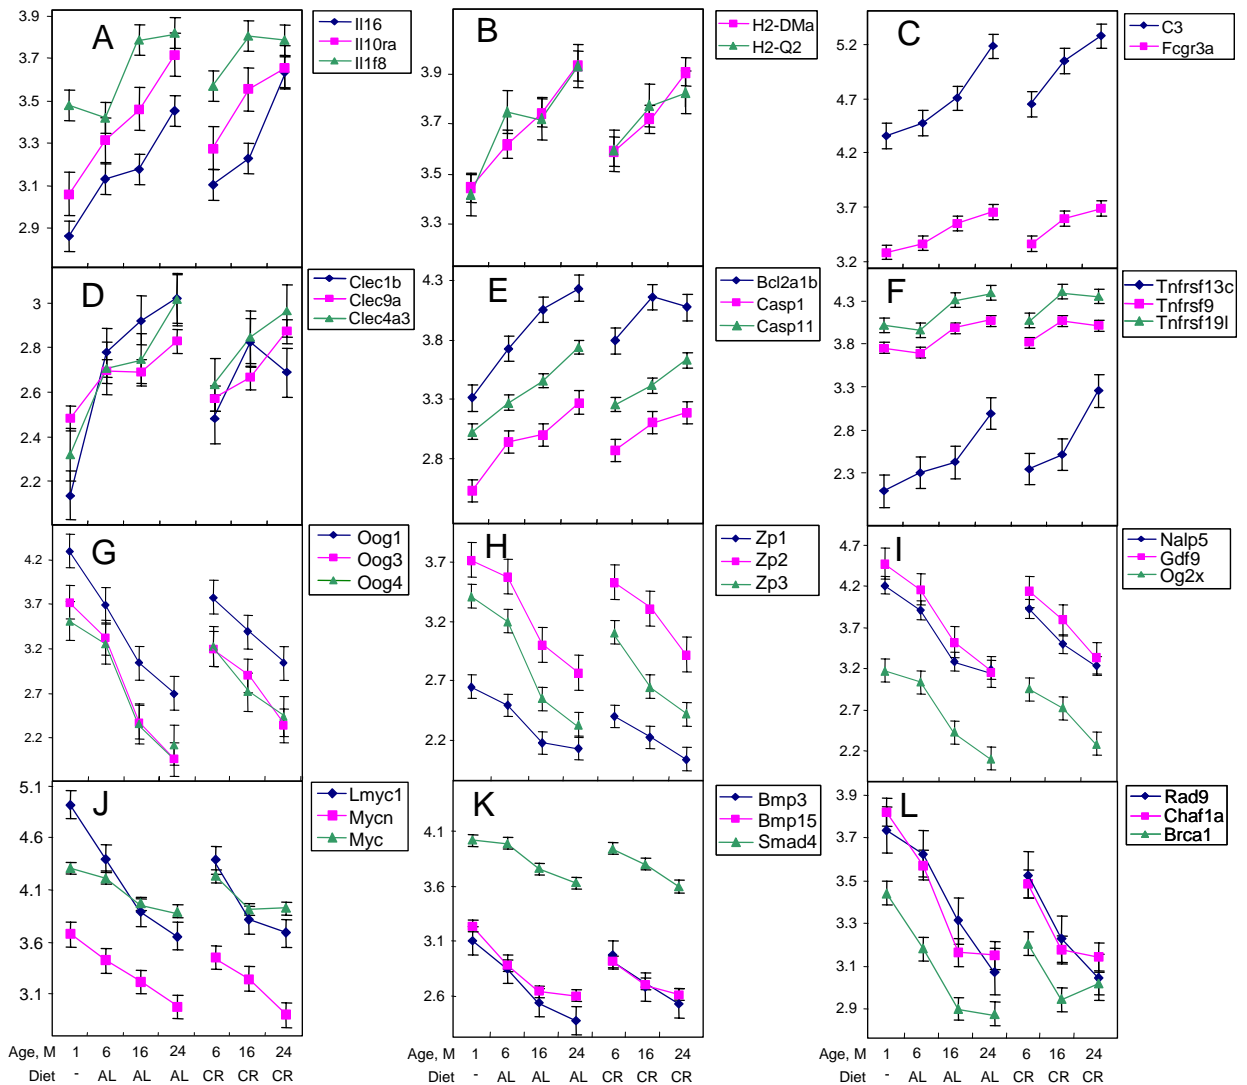 A
3.9
3.7
3.5
3.3
3.1
2.9
Il16
Il10ra
Il1f8
B
3.9
3.7
3.5
3.3
H2-DMa
H2-Q2
C
5.2
4.7
4.2
3.7
3.2
C3
Fcgr3a
D
3
2.8
2.6
2.4
2.2
Clec1b
Clec9a
Clec4a3
E
4.3
3.8
3.3
2.8
Bcl2a1b
Casp1
Casp11
F
4.3
3.8
3.3
2.8
2.3
Tnfrsf13c
Tnfrsf9
Tnfrsf19l
G
4.2
3.7
3.2
2.7
2.2
Oog1
Oog3
Oog4
H
3.7
3.2
2.7
2.2
Zp1
Zp2
Zp3
I
4.7
4.2
3.7
3.2
2.7
2.2
Nalp5
Gdf9
Og2x
J
5.1
4.6
4.1
3.6
3.1
Lmyc1
Mycn
Myc
K
4.1
3.6
3.1
2.6
Bmp3
Bmp15
Smad4
L
3.9
3.7
3.5
3.3
3.1
2.9
Rad9
Chaf1a
Brca1
Age, M 1 6 16 24 6 16 24 1 6 16 24 6 16 24 1 6 16 24 6 16 24
Diet - AL AL AL CR CR CR - AL AL AL CR CR CR - AL AL AL CR CR CR